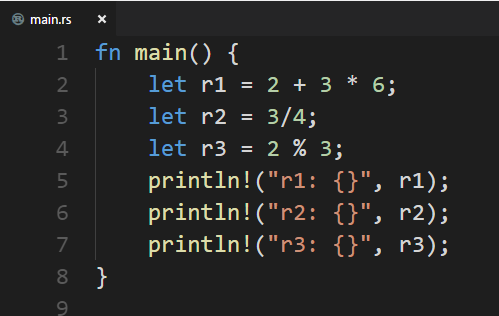 main.rs ×
1 fn main() {
2     let r1 = 2 + 3 * 6;
3     let r2 = 3/4;
4     let r3 = 2 % 3;
5     println!("r1: {}", r1);
6     println!("r2: {}", r2);
7     println!("r3: {}", r3);
8 }
9